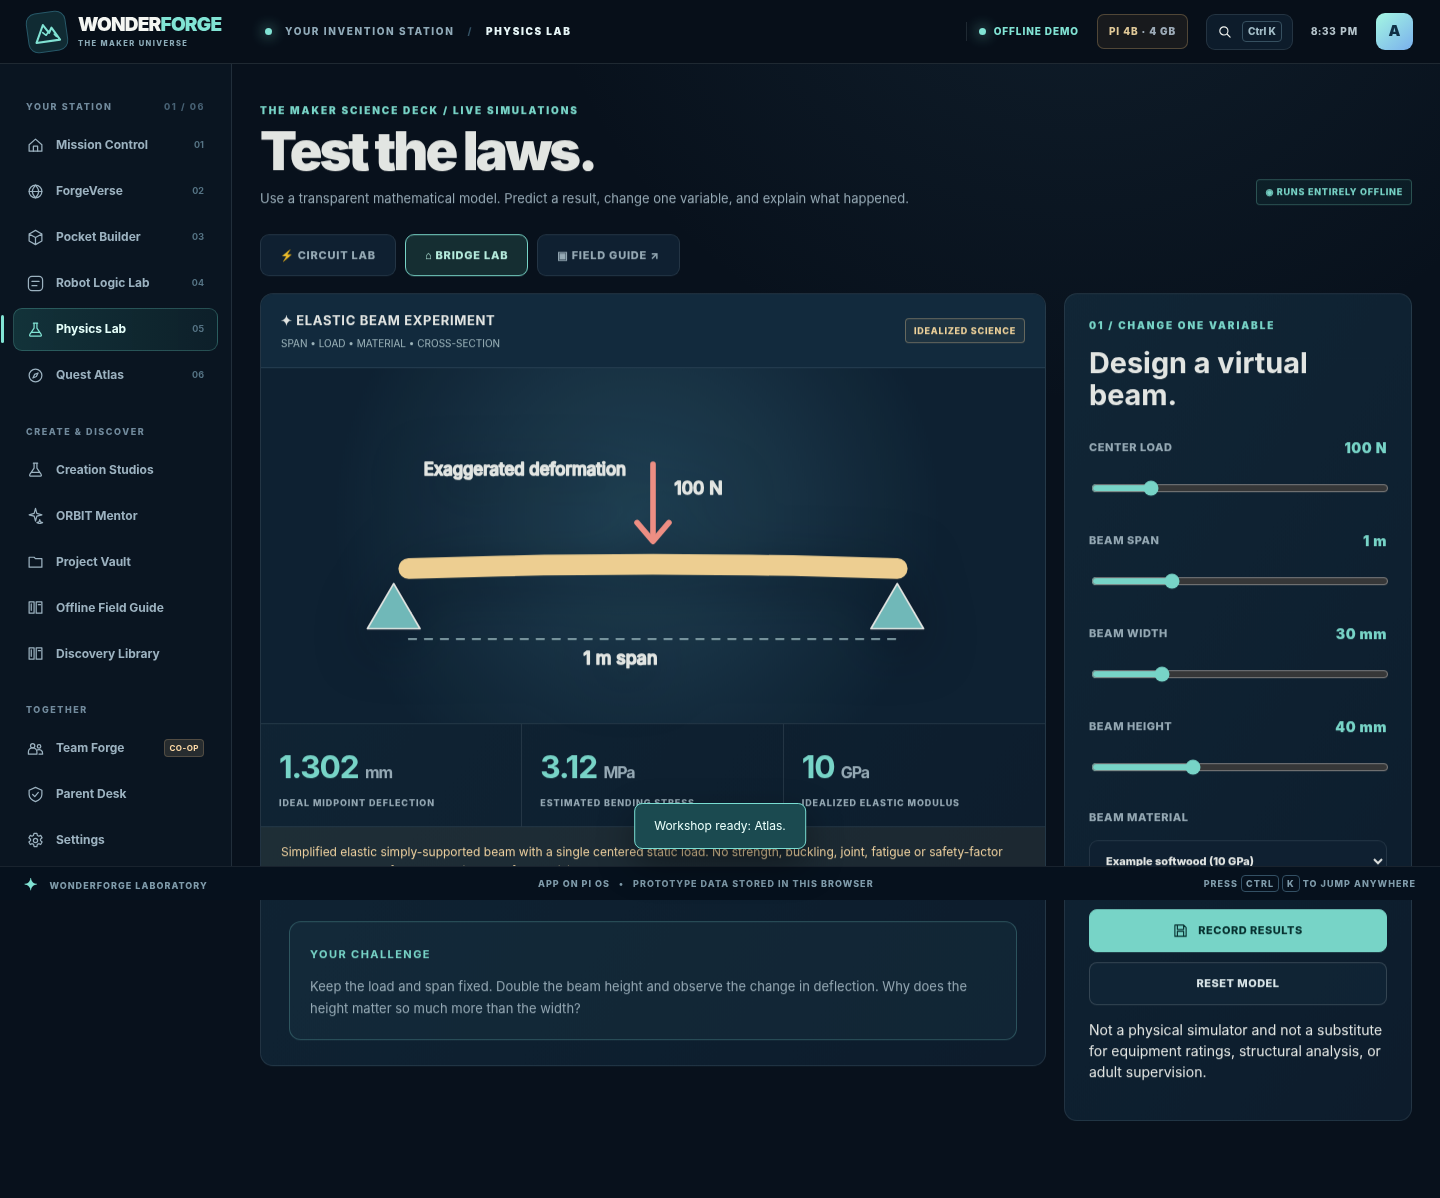 WONDERFORGE
THE MAKER UNIVERSE
YOUR INVENTION STATION / PHYSICS LAB
OFFLINE DEMO
PI 4B · 4 GB
Ctrl K
8:33 PM
A
YOUR STATION 01 / 06
Mission Control 01
ForgeVerse 02
Pocket Builder 03
Robot Logic Lab 04
Physics Lab 05
Quest Atlas 06
CREATE & DISCOVER
Creation Studios
ORBIT Mentor
Project Vault
Offline Field Guide
Discovery Library
TOGETHER
Team Forge CO-OP
Parent Desk
Settings
THE MAKER SCIENCE DECK / LIVE SIMULATIONS
Test the laws.
Use a transparent mathematical model. Predict a result, change one variable, and explain what happened.
◉ RUNS ENTIRELY OFFLINE
⚡ CIRCUIT LAB
⌂ BRIDGE LAB
▣ FIELD GUIDE ↗
✦ ELASTIC BEAM EXPERIMENT
SPAN • LOAD • MATERIAL • CROSS-SECTION
IDEALIZED SCIENCE
Exaggerated deformation
100 N
1 m span
1.302 mm
IDEAL MIDPOINT DEFLECTION
3.12 MPa
ESTIMATED BENDING STRESS
10 GPa
IDEALIZED ELASTIC MODULUS
Workshop ready: Atlas.
Simplified elastic simply-supported beam with a single centered static load. No strength, buckling, joint, fatigue or safety-factor
YOUR CHALLENGE
Keep the load and span fixed. Double the beam height and observe the change in deflection. Why does the
height matter so much more than the width?
01 / CHANGE ONE VARIABLE
Design a virtual
beam.
CENTER LOAD 100 N
BEAM SPAN 1 m
BEAM WIDTH 30 mm
BEAM HEIGHT 40 mm
BEAM MATERIAL
Example softwood (10 GPa)
RECORD RESULTS
RESET MODEL
Not a physical simulator and not a substitute
for equipment ratings, structural analysis, or
adult supervision.
WONDERFORGE LABORATORY
APP ON PI OS • PROTOTYPE DATA STORED IN THIS BROWSER
PRESS CTRL K TO JUMP ANYWHERE